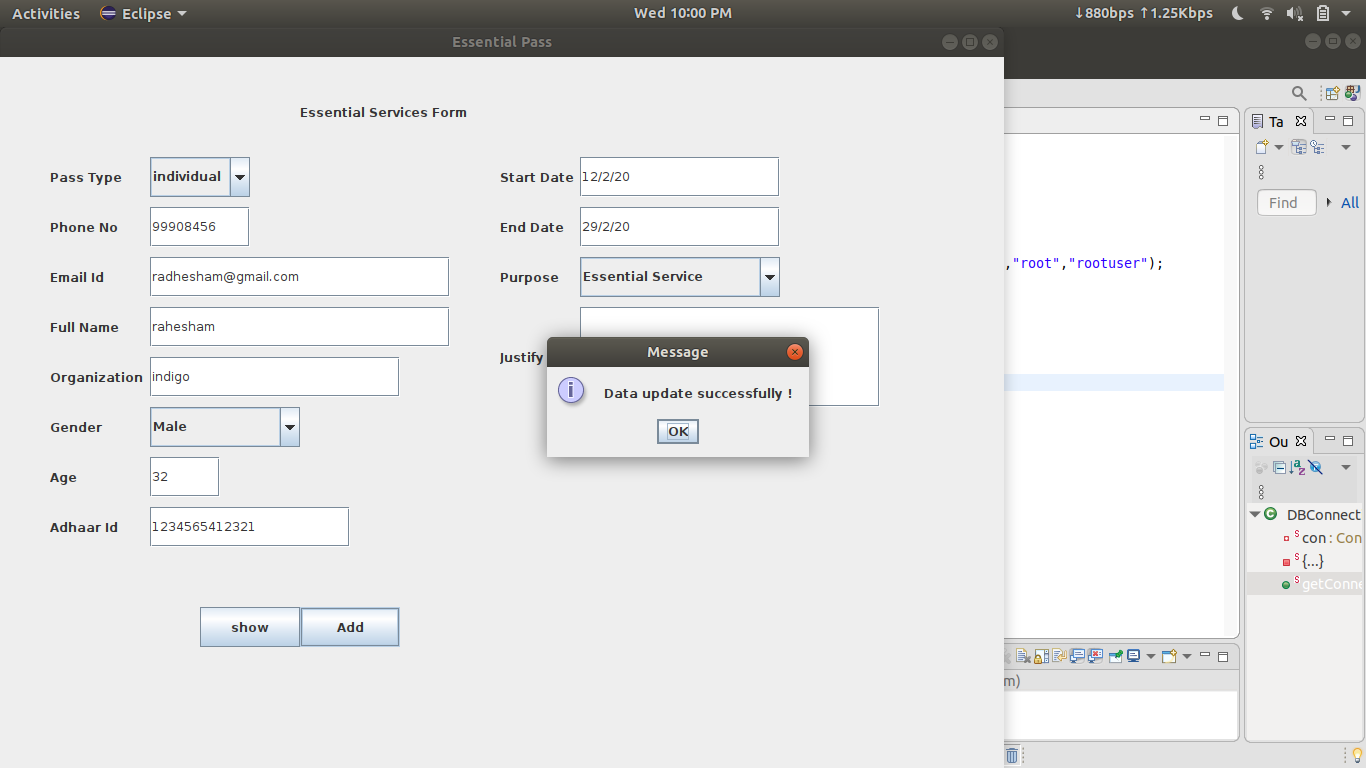 Activities Eclipse Wed 10:00 PM ↓880bps ↑1.25Kbps
Essential Pass
Essential Services Form
Pass Type individual
Phone No 99908456
Email Id radhesham@gmail.com
Full Name rahesham
Organization indigo
Gender Male
Age 32
Adhaar Id 1234565412321
show Add
Start Date 12/2/20
End Date 29/2/20
Purpose Essential Service
Justify
Message
Data update successfully !
OK
,"root","rootuser");
m)
Ta
Find All
Ou
DBConnect
con : Con
{...}
getConne